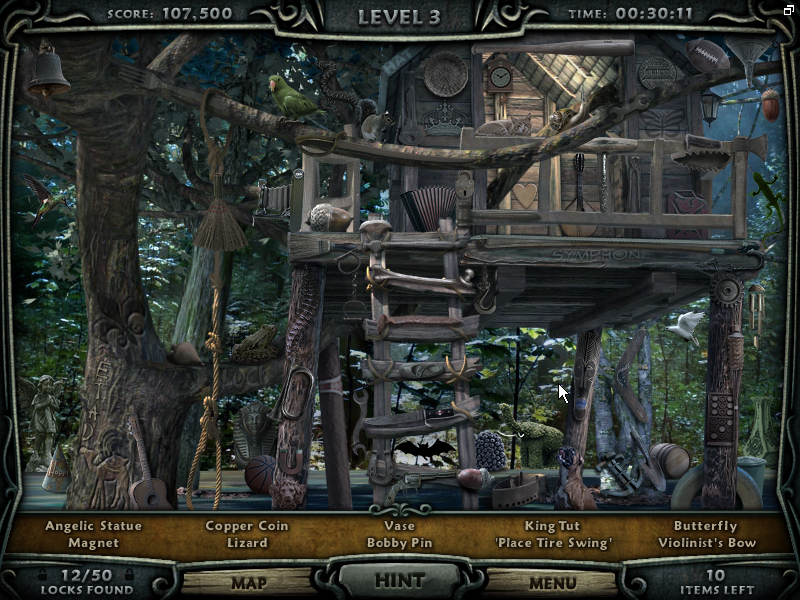 SCORE: 107,500
LEVEL 3
TIME: 00:30:11
SYMPHONY
Happy
Angelic Statue
Copper Coin
Vase
King Tut
Butterfly
Magnet
Lizard
Bobby Pin
'Place Tire Swing'
Violinist's Bow
12/50
LOCKS FOUND
MAP
HINT
MENU
10
ITEMS LEFT